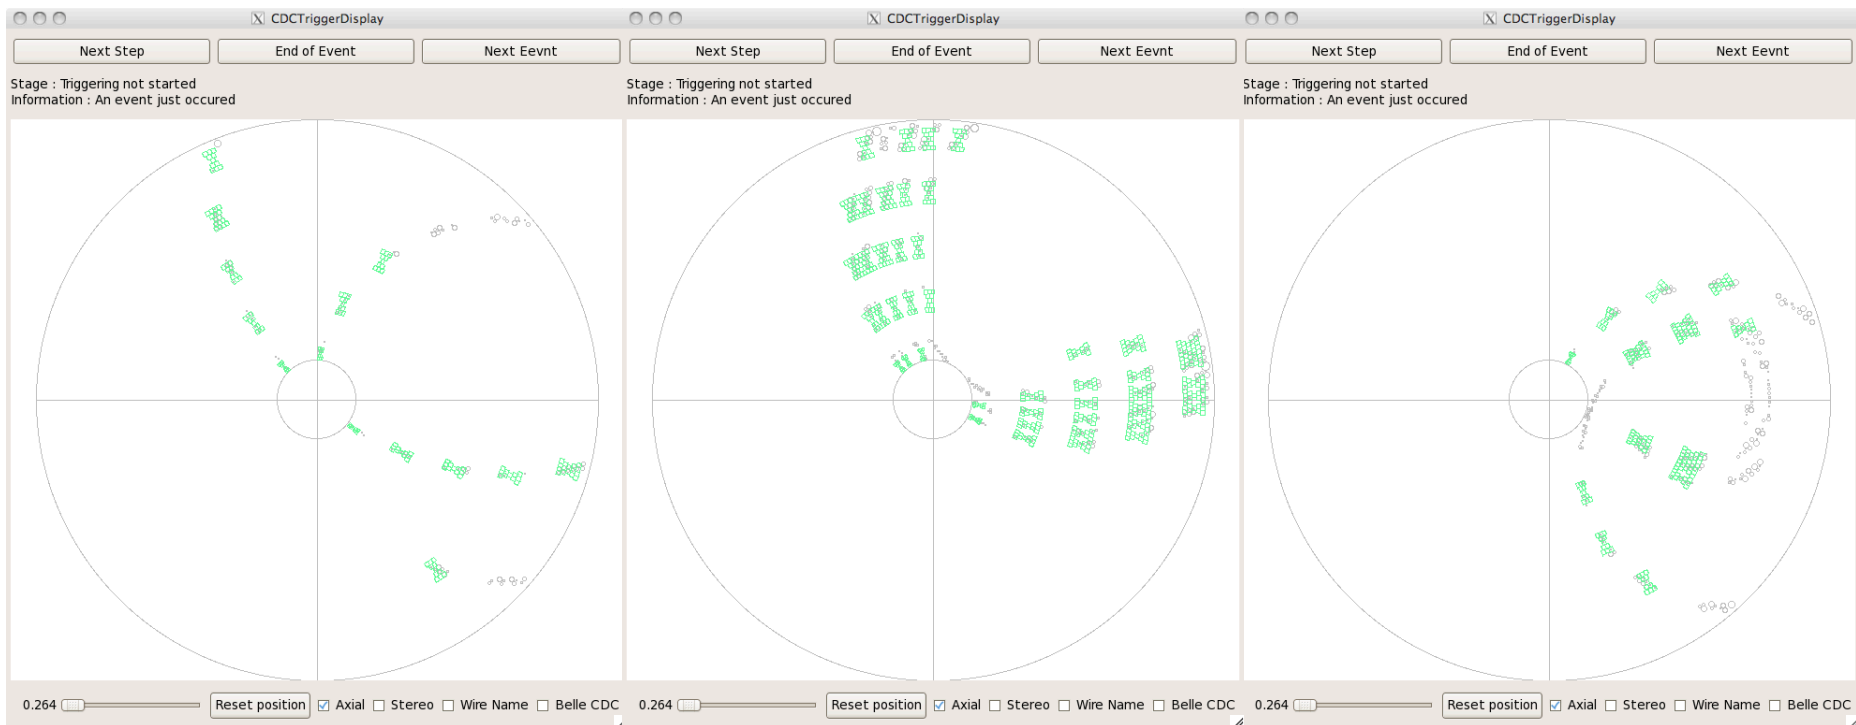 CDCTriggerDisplay
Next Step End of Event Next Eevnt
Stage : Triggering not started
Information : An event just occured
0.264 Reset position Axial Stereo Wire Name Belle CDC
CDCTriggerDisplay
Next Step End of Event Next Eevnt
Stage : Triggering not started
Information : An event just occured
0.264 Reset position Axial Stereo Wire Name Belle CDC
CDCTriggerDisplay
Next Step End of Event Next Eevnt
Stage : Triggering not started
Information : An event just occured
0.264 Reset position Axial Stereo Wire Name Belle CDC